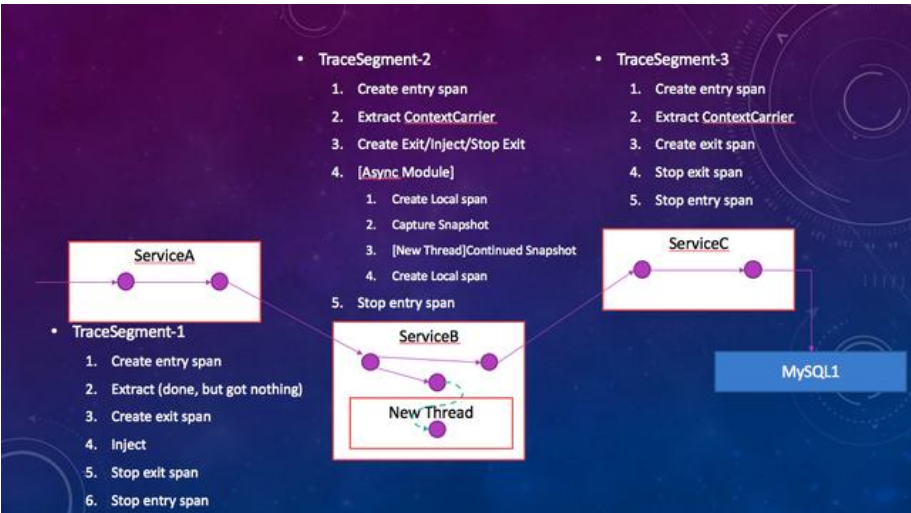 • TraceSegment-2
1. Create entry span
2. Extract ContextCarrier
3. Create Exit/Inject/Stop Exit
4. [Async Module]
1. Create Local span
2. Capture Snapshot
3. [New Thread]Continued Snapshot
4. Create Local span
5. Stop entry span
• TraceSegment-3
1. Create entry span
2. Extract ContextCarrier
3. Create exit span
4. Stop exit span
5. Stop entry span
ServiceA
• TraceSegment-1
1. Create entry span
2. Extract (done, but got nothing)
3. Create exit span
4. Inject
5. Stop exit span
6. Stop entry span
ServiceB
New Thread
ServiceC
MySQL1